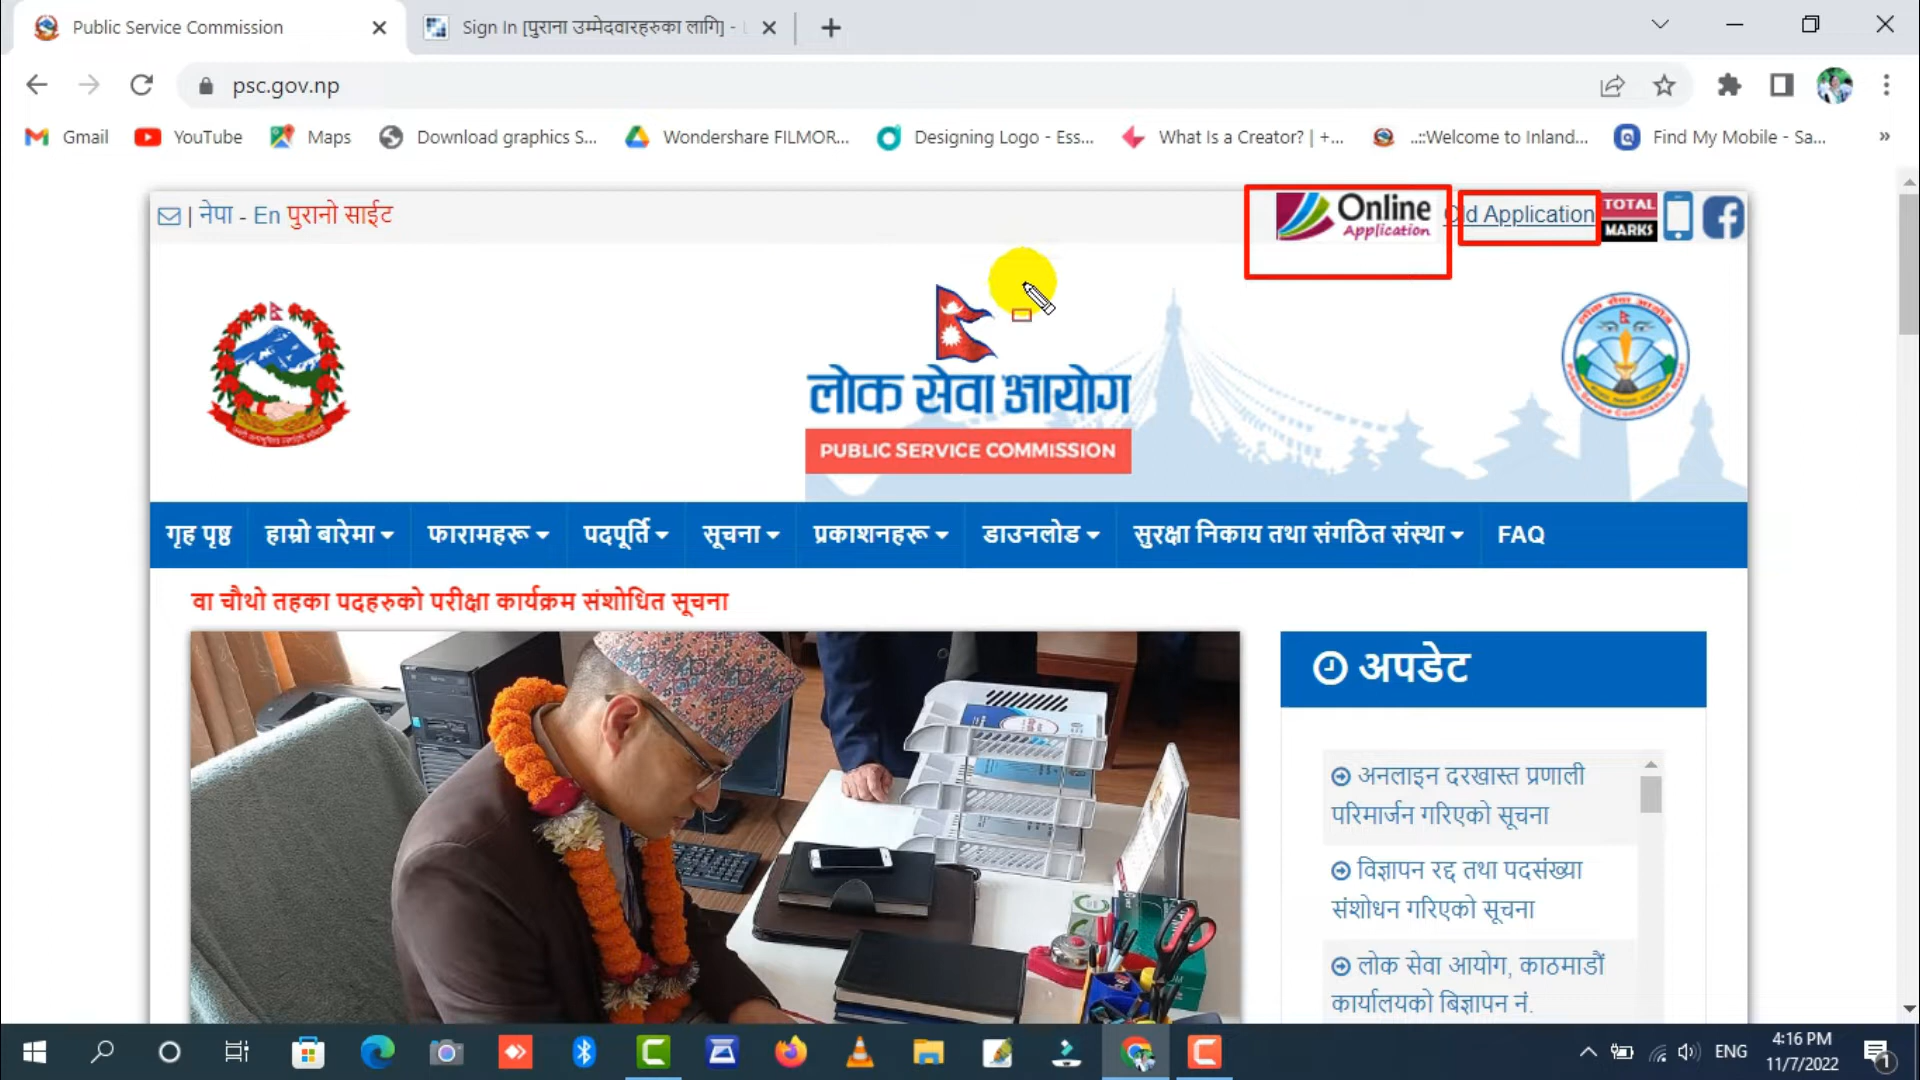 Public Service Commission
Sign In [पुराना उम्मेदवारहरुका लागि] -
psc.gov.np
Gmail
YouTube
Maps
Download graphics S...
Wondershare FILMOR...
Designing Logo - Ess...
What Is a Creator? | +...
..::Welcome to Inland...
Find My Mobile - Sa...
»
| नेपा - En पुरानो साईट
Online
Application
Old Application
TOTAL
MARKS
लोक सेवा आयोग
PUBLIC SERVICE COMMISSION
गृह पृष्ठ
हाम्रो बारेमा
फारामहरू
पदपूर्ति
सूचना
प्रकाशनहरू
डाउनलोड
सुरक्षा निकाय तथा संगठित संस्था
FAQ
वा चौथो तहका पदहरुको परीक्षा कार्यक्रम संशोधित सूचना
अपडेट
अनलाइन दरखास्त प्रणाली
परिमार्जन गरिएको सूचना
विज्ञापन रद्द तथा पदसंख्या
संशोधन गरिएको सूचना
लोक सेवा आयोग, काठमाडौं
कार्यालयको बिज्ञापन नं.
ENG
4:16 PM
11/7/2022
1